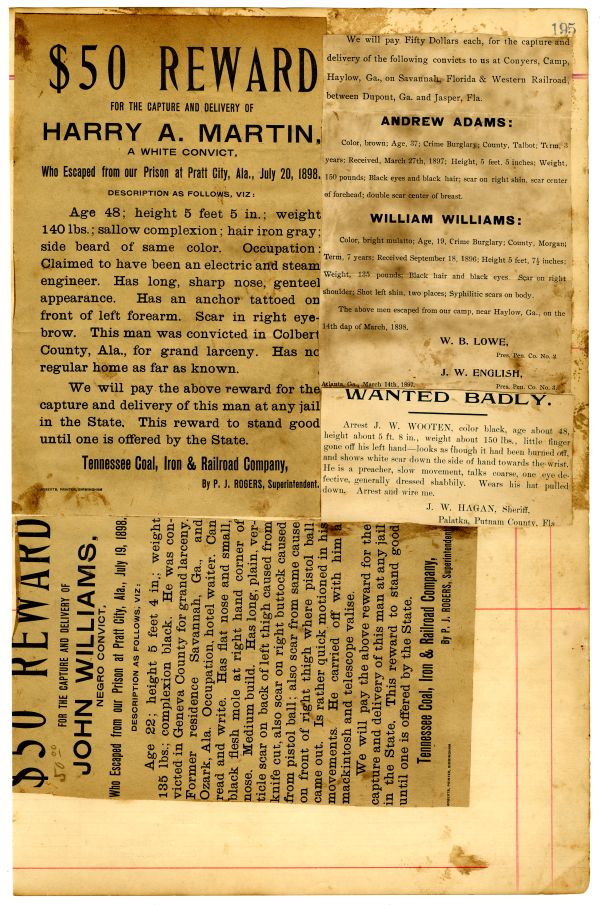 195
$50 REWARD
FOR THE CAPTURE AND DELIVERY OF
HARRY A. MARTIN,
A WHITE CONVICT,
Who Escaped from our Prison at Pratt City, Ala., July 20, 1898.
DESCRIPTION AS FOLLOWS, VIZ:
Age 48; height 5 feet 5 in.; weight
140 lbs.; sallow complexion; hair iron gray;
side beard of same color. Occupation:
Claimed to have been an electric and steam
engineer. Has long, sharp nose, genteel
appearance. Has an anchor tattoed on
front of left forearm. Scar in right eye-
brow. This man was convicted in Colbert
County, Ala., for grand larceny. Has no
regular home as far as known.
We will pay the above reward for the
capture and delivery of this man at any jail
in the State. This reward to stand good
until one is offered by the State.
Tennessee Coal, Iron & Railroad Company,
By P. J. ROGERS, Superintendent.
ROBERTS, PRINTER, BIRMINGHAM
We will pay Fifty Dollars each, for the capture and
delivery of the following convicts to us at Conyers, Camp,
Haylow, Ga., on Savannah, Florida & Western Railroad,
between Dupont, Ga. and Jasper, Fla.
ANDREW ADAMS:
Color, brown; Age, 37; Crime Burglary; County, Talbot; Term, 3
years; Received, March 27th, 1897; Height, 5 feet, 5 inches; Weight,
150 pounds; Black eyes and black hair; scar on right shin, scar center
of forehead; double scar center of breast.
WILLIAM WILLIAMS:
Color, bright mulatto; Age, 19, Crime Burglary; County, Morgan;
Term, 7 years; Received September 18, 1896; Height 5 feet, 7½ inches;
Weight, 135 pounds; Black hair and black eyes. Scar on right
shoulder; Shot left shin, two places; Syphilitic scars on body.
The above men escaped from our camp, near Haylow, Ga., on the
14th dap of March, 1898.
W. B. LOWE,
Pres. Pen. Co. No. 2
J. W. ENGLISH,
Pres. Pen. Co. No. 3.
Atlanta, Ga., March 14th, 1897.
WANTED BADLY.
Arrest J. W. WOOTEN, color black, age about 48,
height about 5 ft. 8 in., weight about 150 lbs., little finger
gone off his left hand—looks as fhough it had been burned off,
and shows white scar down the side of hand towards the wrist.
He is a preacher, slow movement, talks coarse, one eye de-
fective, generally dressed shabbily. Wears his hat pulled
down. Arrest and wire me.
J. W. HAGAN, Sheriff,
Palatka, Putnam County, Fla
$50 REWARD
50 00
FOR THE CAPTURE AND DELIVERY OF
JOHN WILLIAMS,
NEGRO CONVICT,
Who Escaped from our Prison at Pratt City, Ala., July 19, 1898.
DESCRIPTION AS FOLLOWS, VIZ:
Age 22; height 5 feet 4 in.; weight
135 lbs.; complexion black. He was con-
victed in Geneva County for grand larceny.
Former residence Savannah, Ga., and
Ozark, Ala. Occupation, hotel waiter. Can
read and write. Has flat nose and small,
black flesh mole at right hand corner of
nose. Medium build. Has long, plain, ver-
ticle scar on back of left thigh caused from
knife cut, also scar on right buttock caused
from pistol ball; also scar from same cause
on front of right thigh where pistol ball
came out. Is rather quick motioned in his
movements. He carried off with him a
mackintosh and telescope valise.
We will pay the above reward for the
capture and delivery of this man at any jail
in the State. This reward to stand good
until one is offered by the State.
Tennessee Coal, Iron & Railroad Company,
By P. J. ROGERS, Superintendent.
ROBERTS, PRINTER, BIRMINGHAM